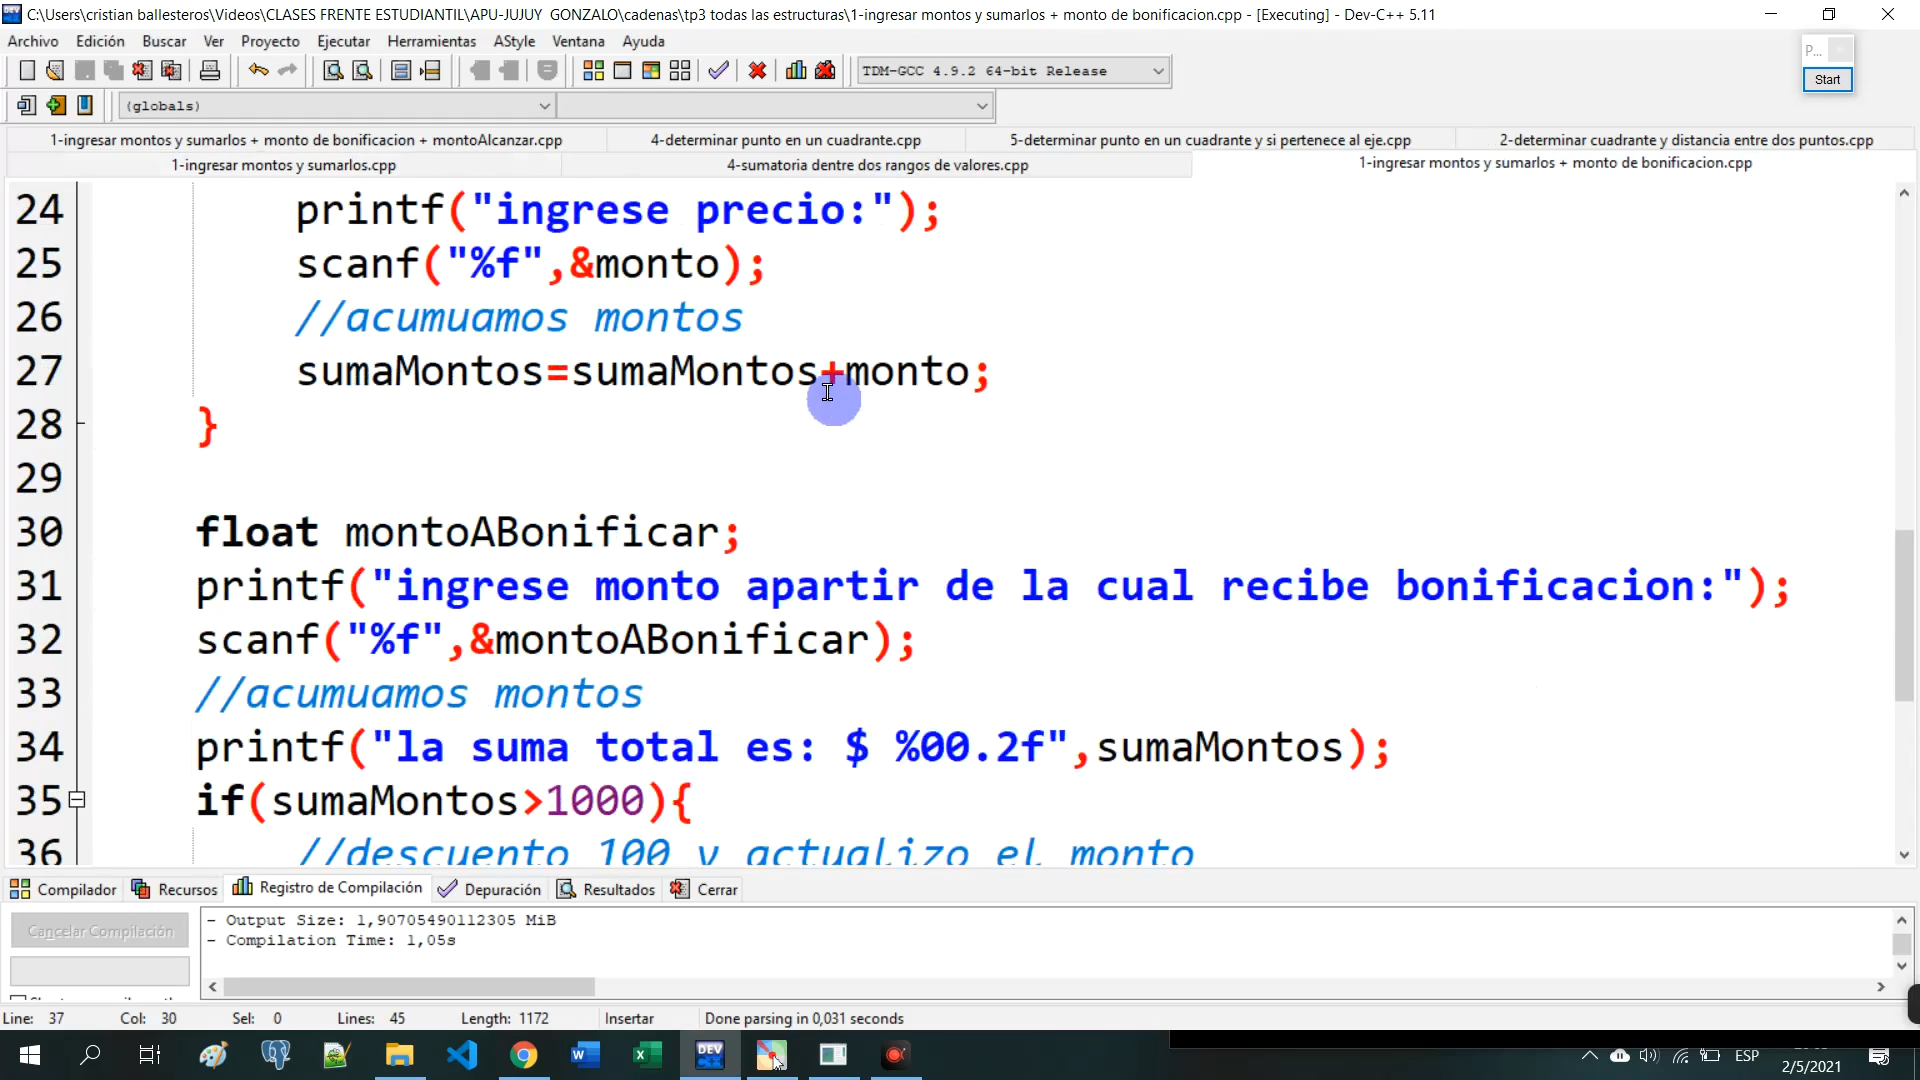 C:\Users\cristian ballesteros\Videos\CLASES FRENTE ESTUDIANTIL\APU-JUJUY  GONZALO\cadenas\tp3 todas las estructuras\1-ingresar montos y sumarlos + monto de bonificacion.cpp - [Executing] - Dev-C++ 5.11
Archivo Edición Buscar Ver Proyecto Ejecutar Herramientas AStyle Ventana Ayuda
P...
TDM-GCC 4.9.2 64-bit Release
Start
(globals)
1-ingresar montos y sumarlos + monto de bonificacion + montoAlcanzar.cpp 4-determinar punto en un cuadrante.cpp 5-determinar punto en un cuadrante y si pertenece al eje.cpp 2-determinar cuadrante y distancia entre dos puntos.cpp
1-ingresar montos y sumarlos.cpp 4-sumatoria dentre dos rangos de valores.cpp 1-ingresar montos y sumarlos + monto de bonificacion.cpp
24 printf("ingrese precio:");
25 scanf("%f",&monto);
26 //acumuamos montos
27 sumaMontos=sumaMontos+monto;
28 }
29
30 float montoABonificar;
31 printf("ingrese monto apartir de la cual recibe bonificacion:");
32 scanf("%f",&montoABonificar);
33 //acumuamos montos
34 printf("la suma total es: $ %00.2f",sumaMontos);
35 if(sumaMontos>1000){
36 //descuento 100 y actualizo el monto
Compilador Recursos Registro de Compilación Depuración Resultados Cerrar
Cancelar Compilación
- Output Size: 1,90705490112305 MiB
- Compilation Time: 1,05s
Line: 37 Col: 30 Sel: 0 Lines: 45 Length: 1172 Insertar Done parsing in 0,031 seconds
DEV
ESP
2/5/2021